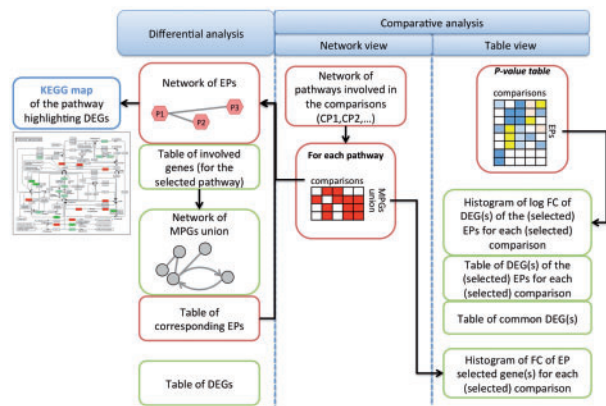 Differential analysis
Comparative analysis
Network view
Table view
KEGG map
of the pathway
highlighting DEGs
Network of EPs
P1
P2
P3
Table of involved
genes (for the
selected pathway)
Network of
MPGs union
Table of
corresponding EPs
Table of DEGs
Network of
pathways involved in
the comparisons
(CP1,CP2,...)
For each pathway
comparisons
MPGs
union
P-value table
comparisons
EPs
Histogram of log FC of
DEG(s) of the (selected)
EPs for each (selected)
comparison
Table of DEG(s) of the
(selected) EPs for each
(selected) comparison
Table of common DEG(s)
Histogram of FC of EP
selected gene(s) for each
(selected) comparison